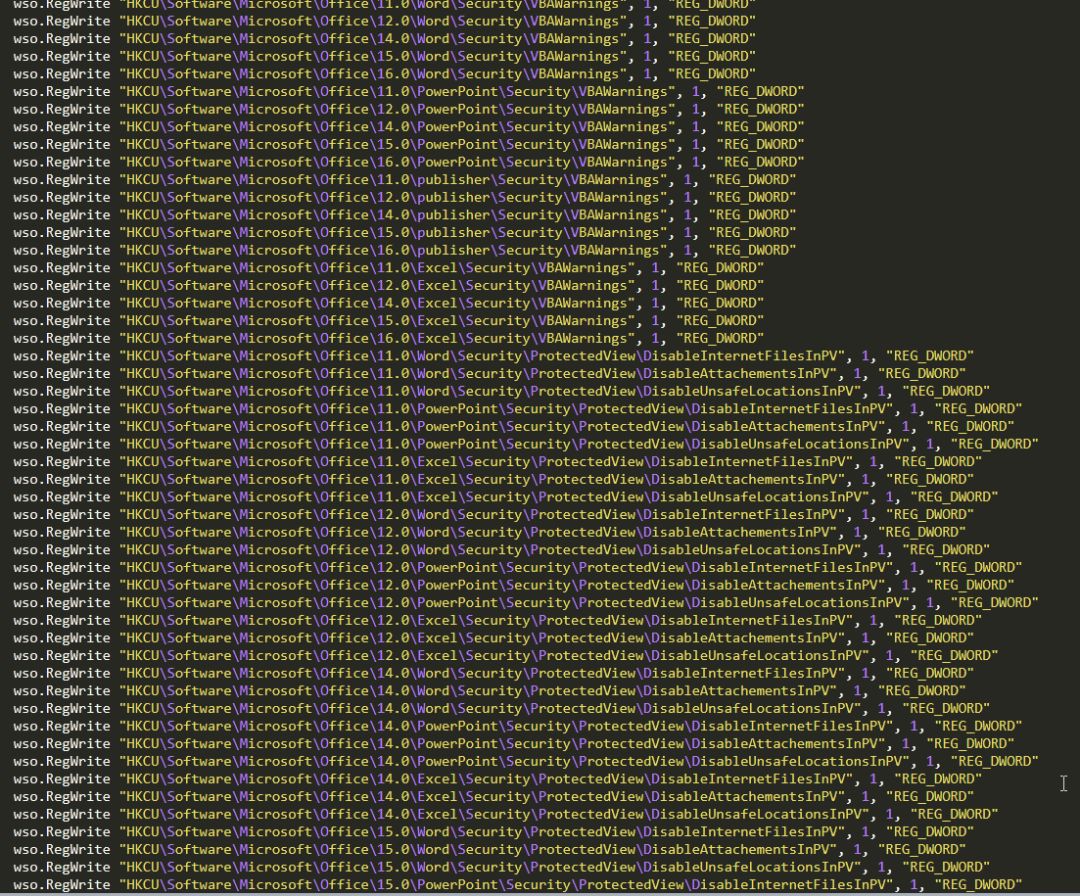 wso.RegWrite "HKCU\Software\Microsoft\Office\11.0\Word\Security\VBAWarnings", 1, "REG_DWORD"
wso.RegWrite "HKCU\Software\Microsoft\Office\12.0\Word\Security\VBAWarnings", 1, "REG_DWORD"
wso.RegWrite "HKCU\Software\Microsoft\Office\14.0\Word\Security\VBAWarnings", 1, "REG_DWORD"
wso.RegWrite "HKCU\Software\Microsoft\Office\15.0\Word\Security\VBAWarnings", 1, "REG_DWORD"
wso.RegWrite "HKCU\Software\Microsoft\Office\16.0\Word\Security\VBAWarnings", 1, "REG_DWORD"
wso.RegWrite "HKCU\Software\Microsoft\Office\11.0\PowerPoint\Security\VBAWarnings", 1, "REG_DWORD"
wso.RegWrite "HKCU\Software\Microsoft\Office\12.0\PowerPoint\Security\VBAWarnings", 1, "REG_DWORD"
wso.RegWrite "HKCU\Software\Microsoft\Office\14.0\PowerPoint\Security\VBAWarnings", 1, "REG_DWORD"
wso.RegWrite "HKCU\Software\Microsoft\Office\15.0\PowerPoint\Security\VBAWarnings", 1, "REG_DWORD"
wso.RegWrite "HKCU\Software\Microsoft\Office\16.0\PowerPoint\Security\VBAWarnings", 1, "REG_DWORD"
wso.RegWrite "HKCU\Software\Microsoft\Office\11.0\publisher\Security\VBAWarnings", 1, "REG_DWORD"
wso.RegWrite "HKCU\Software\Microsoft\Office\12.0\publisher\Security\VBAWarnings", 1, "REG_DWORD"
wso.RegWrite "HKCU\Software\Microsoft\Office\14.0\publisher\Security\VBAWarnings", 1, "REG_DWORD"
wso.RegWrite "HKCU\Software\Microsoft\Office\15.0\publisher\Security\VBAWarnings", 1, "REG_DWORD"
wso.RegWrite "HKCU\Software\Microsoft\Office\16.0\publisher\Security\VBAWarnings", 1, "REG_DWORD"
wso.RegWrite "HKCU\Software\Microsoft\Office\11.0\Excel\Security\VBAWarnings", 1, "REG_DWORD"
wso.RegWrite "HKCU\Software\Microsoft\Office\12.0\Excel\Security\VBAWarnings", 1, "REG_DWORD"
wso.RegWrite "HKCU\Software\Microsoft\Office\14.0\Excel\Security\VBAWarnings", 1, "REG_DWORD"
wso.RegWrite "HKCU\Software\Microsoft\Office\15.0\Excel\Security\VBAWarnings", 1, "REG_DWORD"
wso.RegWrite "HKCU\Software\Microsoft\Office\16.0\Excel\Security\VBAWarnings", 1, "REG_DWORD"
wso.RegWrite "HKCU\Software\Microsoft\Office\11.0\Word\Security\ProtectedView\DisableInternetFilesInPV", 1, "REG_DWORD"
wso.RegWrite "HKCU\Software\Microsoft\Office\11.0\Word\Security\ProtectedView\DisableAttachementsInPV", 1, "REG_DWORD"
wso.RegWrite "HKCU\Software\Microsoft\Office\11.0\Word\Security\ProtectedView\DisableUnsafeLocationsInPV", 1, "REG_DWORD"
wso.RegWrite "HKCU\Software\Microsoft\Office\11.0\PowerPoint\Security\ProtectedView\DisableInternetFilesInPV", 1, "REG_DWORD"
wso.RegWrite "HKCU\Software\Microsoft\Office\11.0\PowerPoint\Security\ProtectedView\DisableAttachementsInPV", 1, "REG_DWORD"
wso.RegWrite "HKCU\Software\Microsoft\Office\11.0\PowerPoint\Security\ProtectedView\DisableUnsafeLocationsInPV", 1, "REG_DWORD"
wso.RegWrite "HKCU\Software\Microsoft\Office\11.0\Excel\Security\ProtectedView\DisableInternetFilesInPV", 1, "REG_DWORD"
wso.RegWrite "HKCU\Software\Microsoft\Office\11.0\Excel\Security\ProtectedView\DisableAttachementsInPV", 1, "REG_DWORD"
wso.RegWrite "HKCU\Software\Microsoft\Office\11.0\Excel\Security\ProtectedView\DisableUnsafeLocationsInPV", 1, "REG_DWORD"
wso.RegWrite "HKCU\Software\Microsoft\Office\12.0\Word\Security\ProtectedView\DisableInternetFilesInPV", 1, "REG_DWORD"
wso.RegWrite "HKCU\Software\Microsoft\Office\12.0\Word\Security\ProtectedView\DisableAttachementsInPV", 1, "REG_DWORD"
wso.RegWrite "HKCU\Software\Microsoft\Office\12.0\Word\Security\ProtectedView\DisableUnsafeLocationsInPV", 1, "REG_DWORD"
wso.RegWrite "HKCU\Software\Microsoft\Office\12.0\PowerPoint\Security\ProtectedView\DisableInternetFilesInPV", 1, "REG_DWORD"
wso.RegWrite "HKCU\Software\Microsoft\Office\12.0\PowerPoint\Security\ProtectedView\DisableAttachementsInPV", 1, "REG_DWORD"
wso.RegWrite "HKCU\Software\Microsoft\Office\12.0\PowerPoint\Security\ProtectedView\DisableUnsafeLocationsInPV", 1, "REG_DWORD"
wso.RegWrite "HKCU\Software\Microsoft\Office\12.0\Excel\Security\ProtectedView\DisableInternetFilesInPV", 1, "REG_DWORD"
wso.RegWrite "HKCU\Software\Microsoft\Office\12.0\Excel\Security\ProtectedView\DisableAttachementsInPV", 1, "REG_DWORD"
wso.RegWrite "HKCU\Software\Microsoft\Office\12.0\Excel\Security\ProtectedView\DisableUnsafeLocationsInPV", 1, "REG_DWORD"
wso.RegWrite "HKCU\Software\Microsoft\Office\14.0\Word\Security\ProtectedView\DisableInternetFilesInPV", 1, "REG_DWORD"
wso.RegWrite "HKCU\Software\Microsoft\Office\14.0\Word\Security\ProtectedView\DisableAttachementsInPV", 1, "REG_DWORD"
wso.RegWrite "HKCU\Software\Microsoft\Office\14.0\Word\Security\ProtectedView\DisableUnsafeLocationsInPV", 1, "REG_DWORD"
wso.RegWrite "HKCU\Software\Microsoft\Office\14.0\PowerPoint\Security\ProtectedView\DisableInternetFilesInPV", 1, "REG_DWORD"
wso.RegWrite "HKCU\Software\Microsoft\Office\14.0\PowerPoint\Security\ProtectedView\DisableAttachementsInPV", 1, "REG_DWORD"
wso.RegWrite "HKCU\Software\Microsoft\Office\14.0\PowerPoint\Security\ProtectedView\DisableUnsafeLocationsInPV", 1, "REG_DWORD"
wso.RegWrite "HKCU\Software\Microsoft\Office\14.0\Excel\Security\ProtectedView\DisableInternetFilesInPV", 1, "REG_DWORD"
wso.RegWrite "HKCU\Software\Microsoft\Office\14.0\Excel\Security\ProtectedView\DisableAttachementsInPV", 1, "REG_DWORD"
wso.RegWrite "HKCU\Software\Microsoft\Office\14.0\Excel\Security\ProtectedView\DisableUnsafeLocationsInPV", 1, "REG_DWORD"
wso.RegWrite "HKCU\Software\Microsoft\Office\15.0\Word\Security\ProtectedView\DisableInternetFilesInPV", 1, "REG_DWORD"
wso.RegWrite "HKCU\Software\Microsoft\Office\15.0\Word\Security\ProtectedView\DisableAttachementsInPV", 1, "REG_DWORD"
wso.RegWrite "HKCU\Software\Microsoft\Office\15.0\Word\Security\ProtectedView\DisableUnsafeLocationsInPV", 1, "REG_DWORD"
wso.RegWrite "HKCU\Software\Microsoft\Office\15.0\PowerPoint\Security\ProtectedView\DisableInternetFilesInPV", 1, "REG_DWORD"